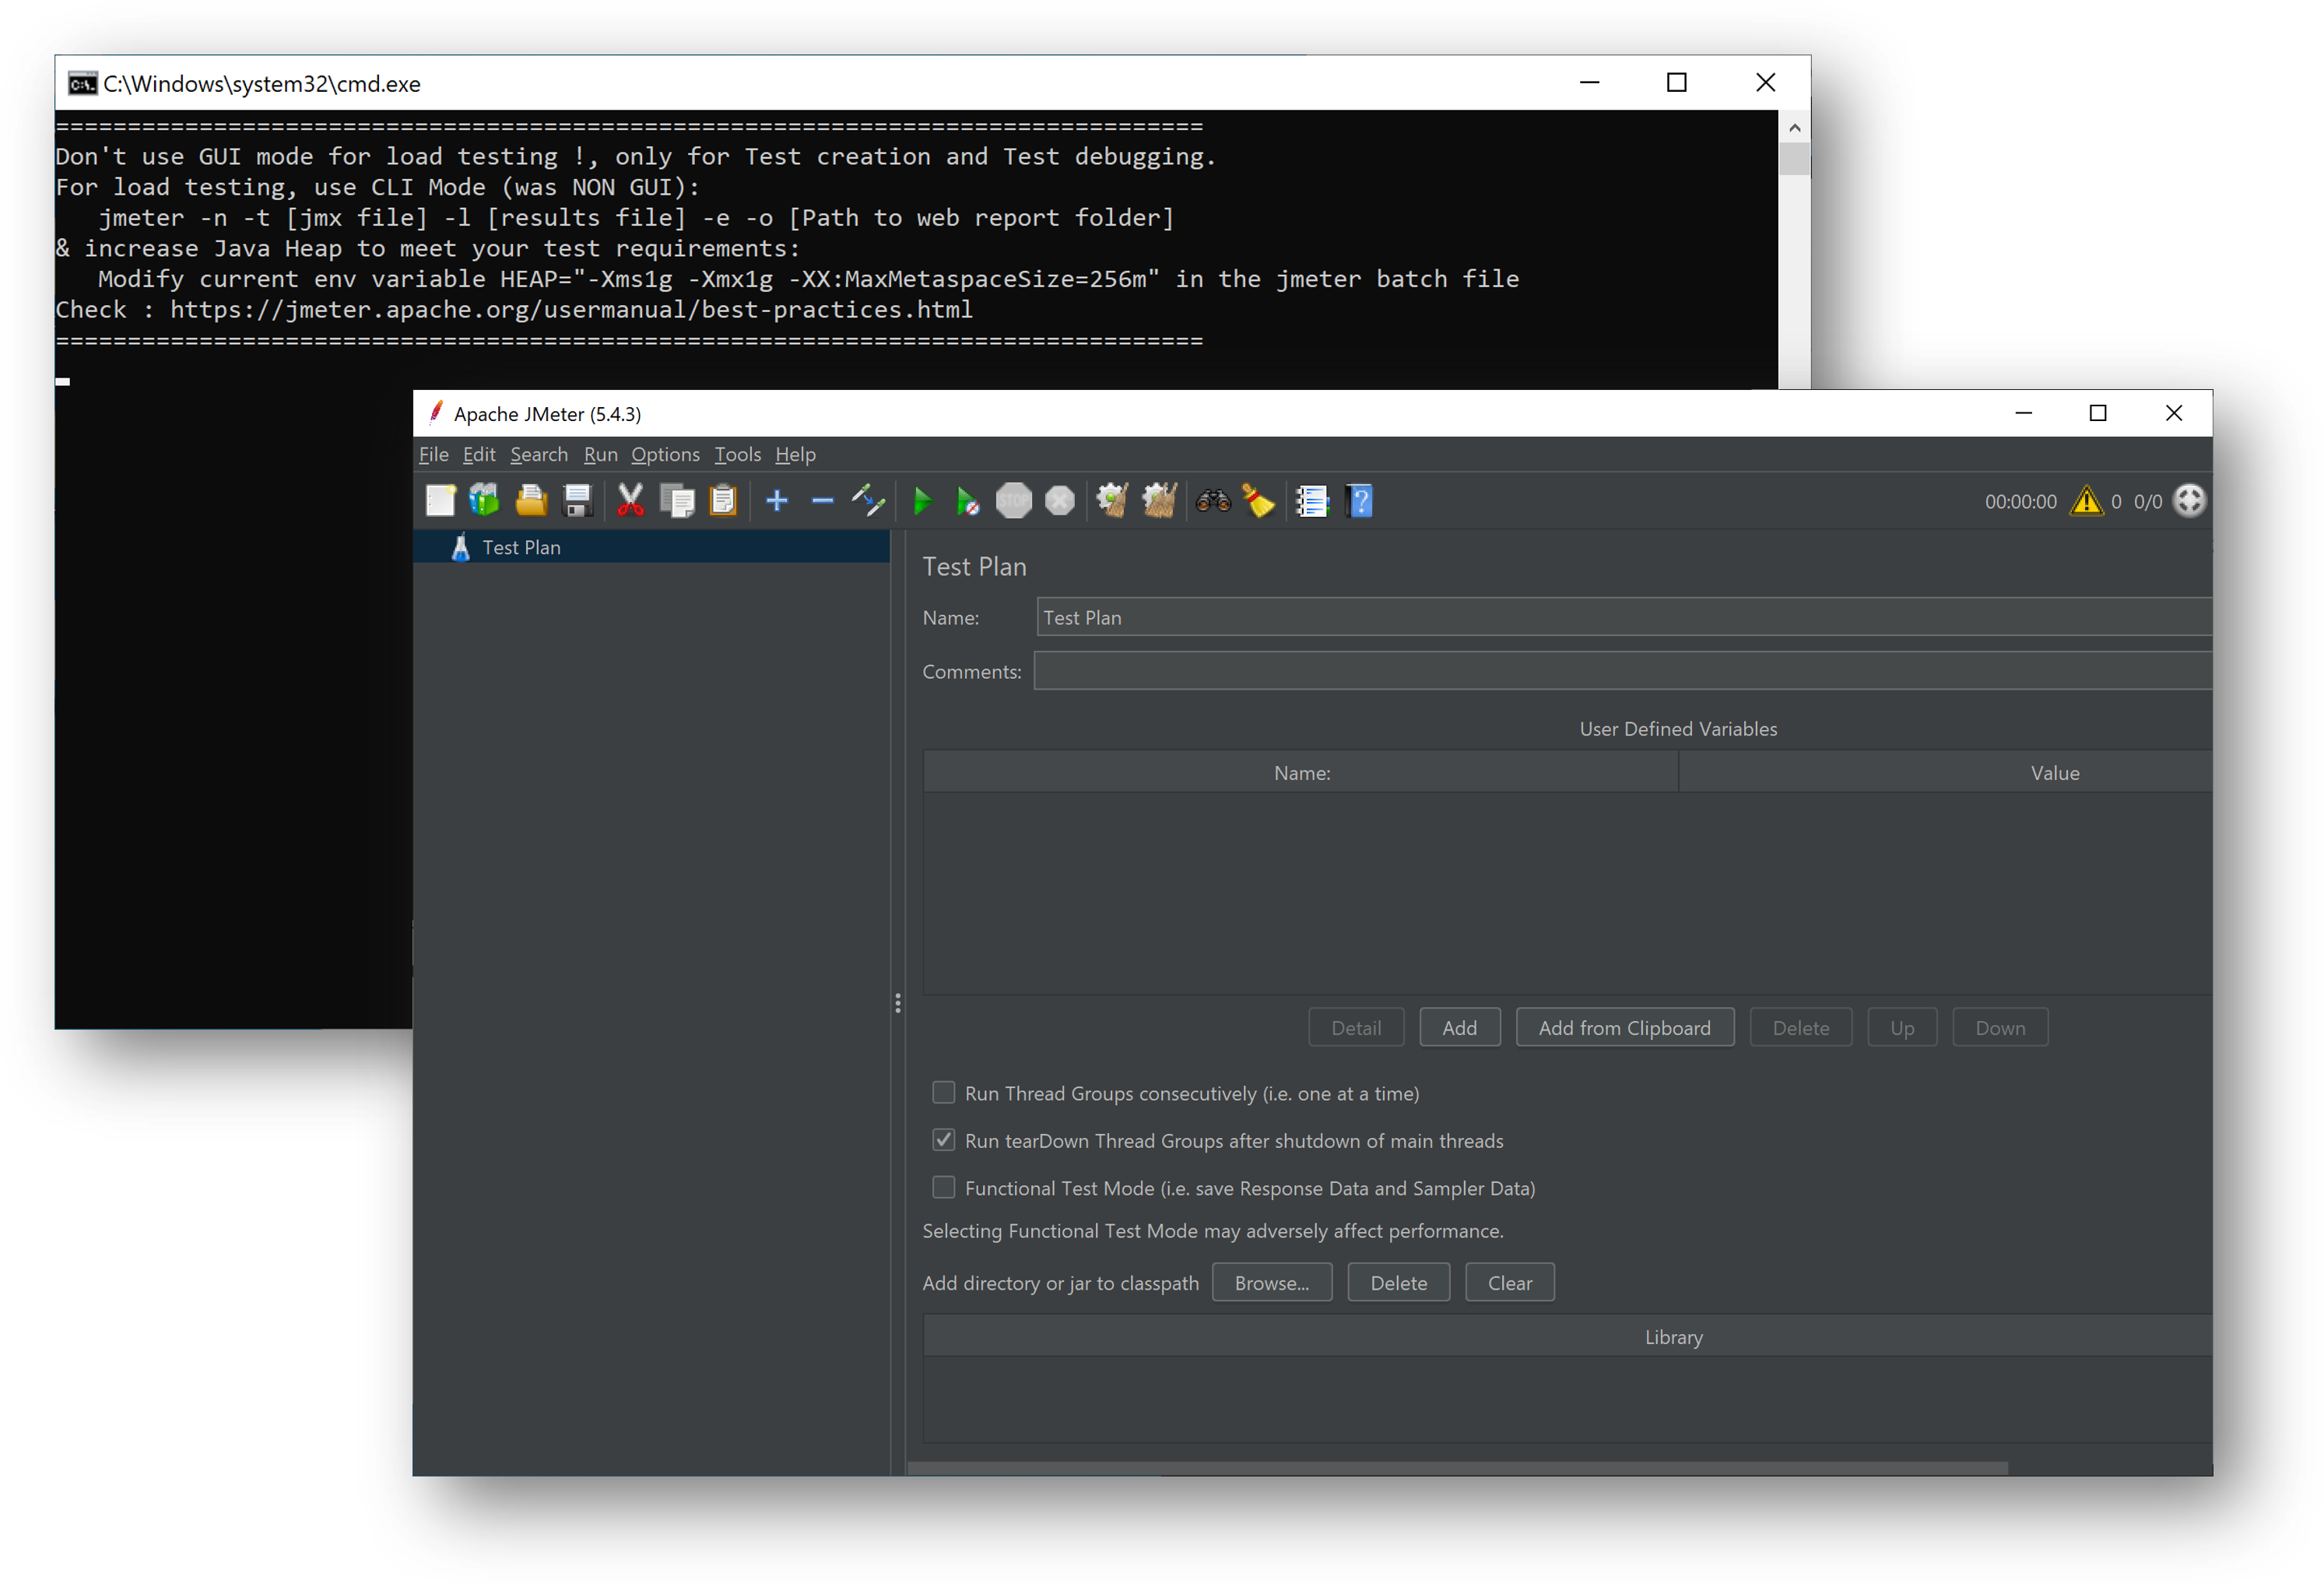 C:\Windows\system32\cmd.exe
================================================================================
Don't use GUI mode for load testing !, only for Test creation and Test debugging.
For load testing, use CLI Mode (was NON GUI):
   jmeter -n -t [jmx file] -l [results file] -e -o [Path to web report folder]
& increase Java Heap to meet your test requirements:
   Modify current env variable HEAP="-Xms1g -Xmx1g -XX:MaxMetaspaceSize=256m" in the jmeter batch file
Check : https://jmeter.apache.org/usermanual/best-practices.html
================================================================================
Apache JMeter (5.4.3)
File Edit Search Run Options Tools Help
STOP 00:00:00 0 0/0
Test Plan
Test Plan
Name: Test Plan
Comments:
User Defined Variables
Name: Value
Detail Add Add from Clipboard Delete Up Down
Run Thread Groups consecutively (i.e. one at a time)
Run tearDown Thread Groups after shutdown of main threads
Functional Test Mode (i.e. save Response Data and Sampler Data)
Selecting Functional Test Mode may adversely affect performance.
Add directory or jar to classpath Browse... Delete Clear
Library